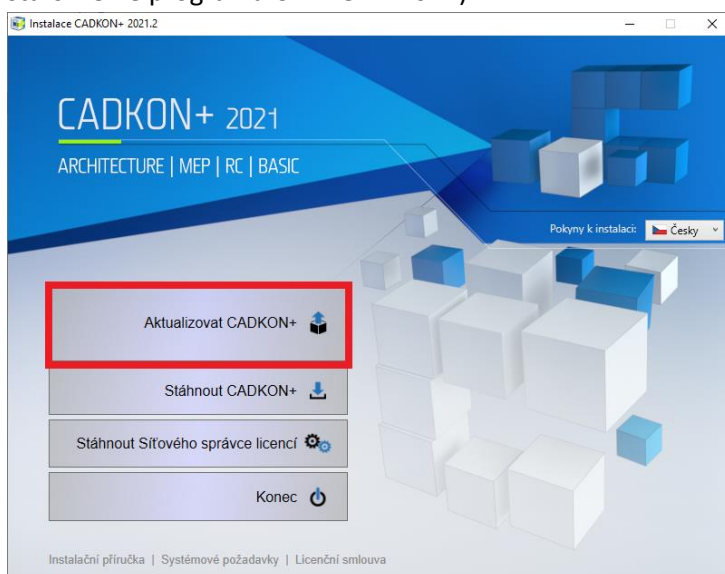 Instalace CADKON+ 2021.2
CADKON+ 2021
ARCHITECTURE | MEP | RC | BASIC
Pokyny k instalaci: Česky
Aktualizovat CADKON+
Stáhnout CADKON+
Stáhnout Síťového správce licencí
Konec
Instalační příručka | Systémové požadavky | Licenční smlouva